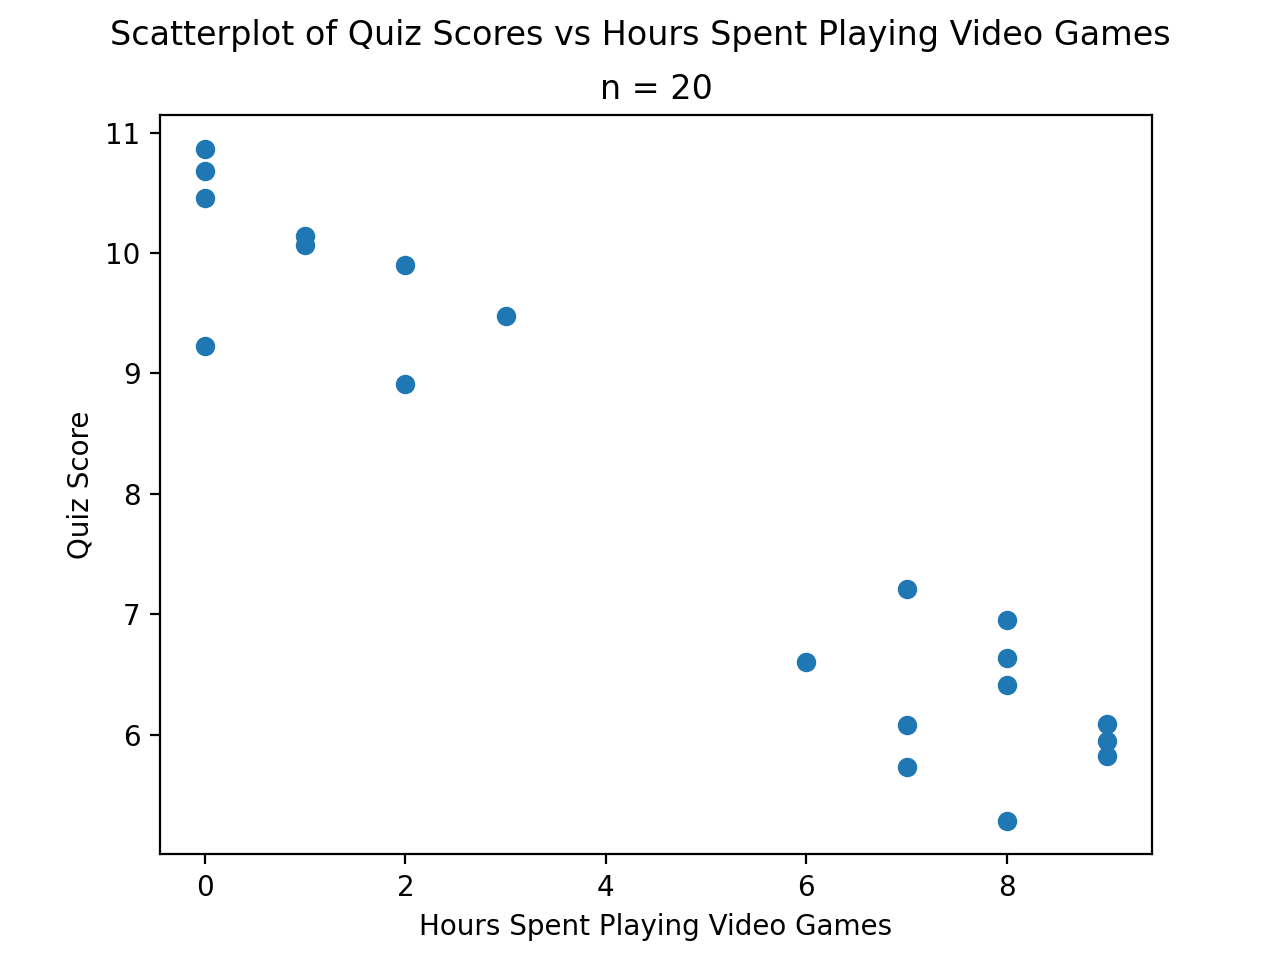 Scatterplot of Quiz Scores vs Hours Spent Playing Video Games
n = 20
11
10
9
8
7
6
Quiz Score
0 2 4 6 8
Hours Spent Playing Video Games